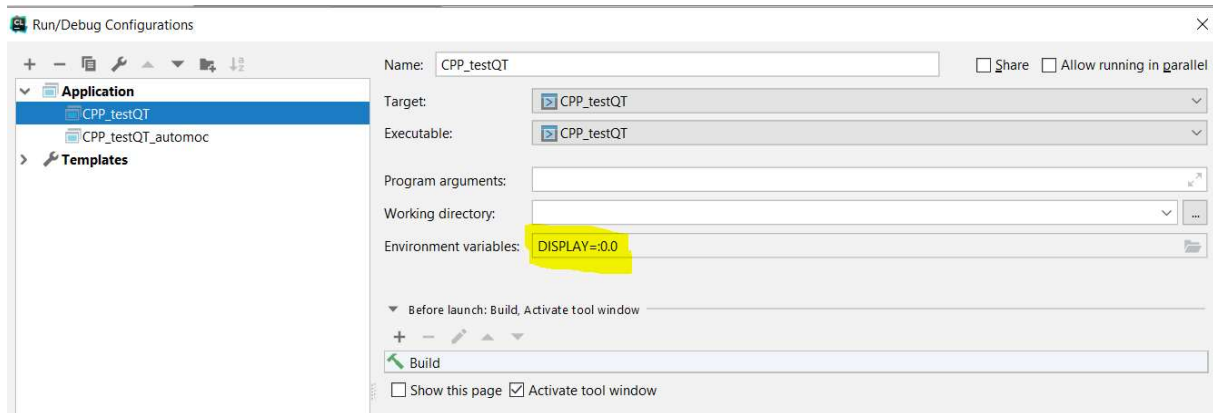 Run/Debug Configurations
Name: CPP_testQT Share Allow running in parallel
Application
CPP_testQT
CPP_testQT_automoc
Templates
Target: CPP_testQT
Executable: CPP_testQT
Program arguments:
Working directory: ...
Environment variables: DISPLAY=:0.0
Before launch: Build, Activate tool window
Build
Show this page Activate tool window